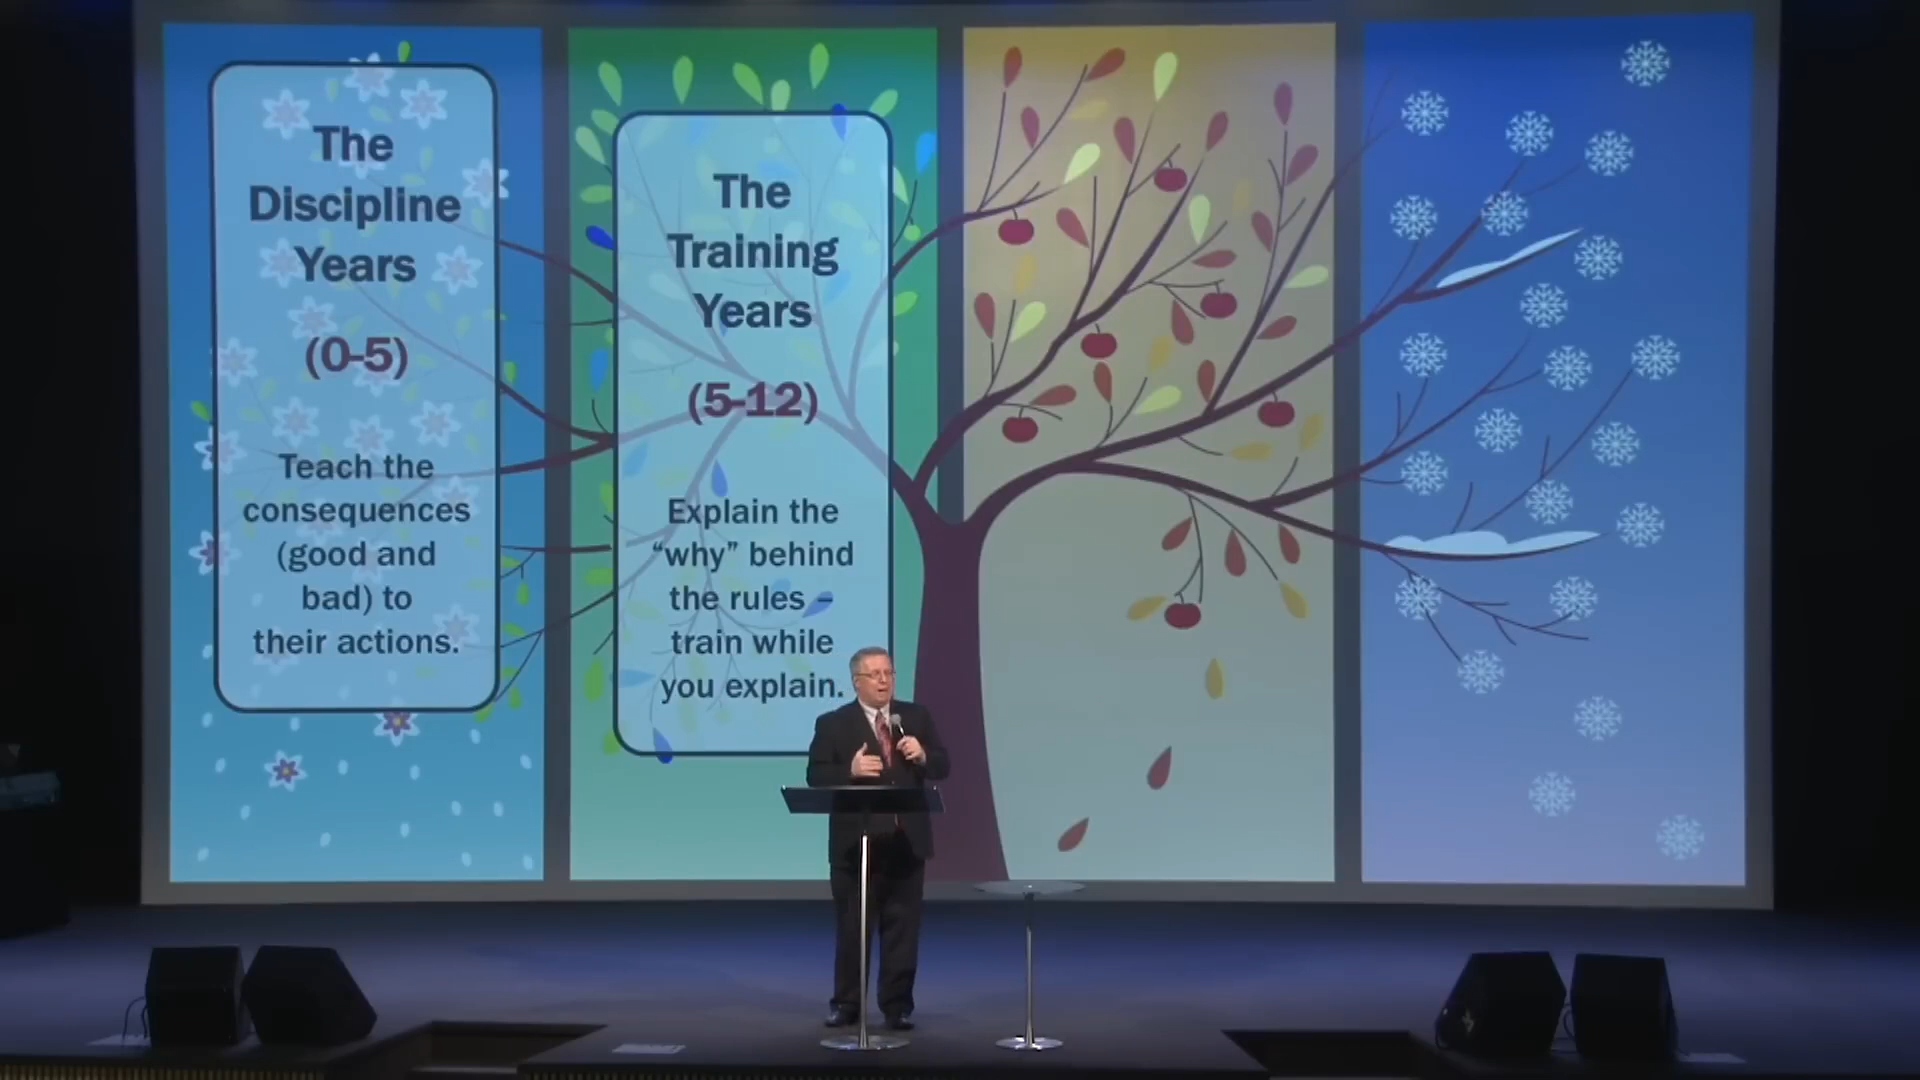 The
Discipline
Years
(0-5)
Teach the
consequences
(good and
bad) to
their actions.
The
Training
Years
(5-12)
Explain the
“why” behind
the rules –
train while
you explain.